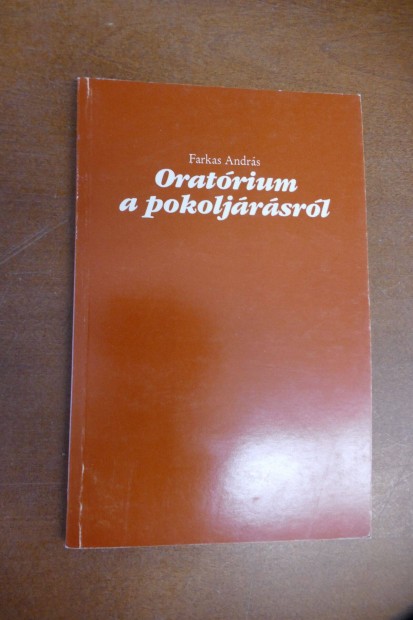 Farkas András
Oratórium
a pokoljárásról